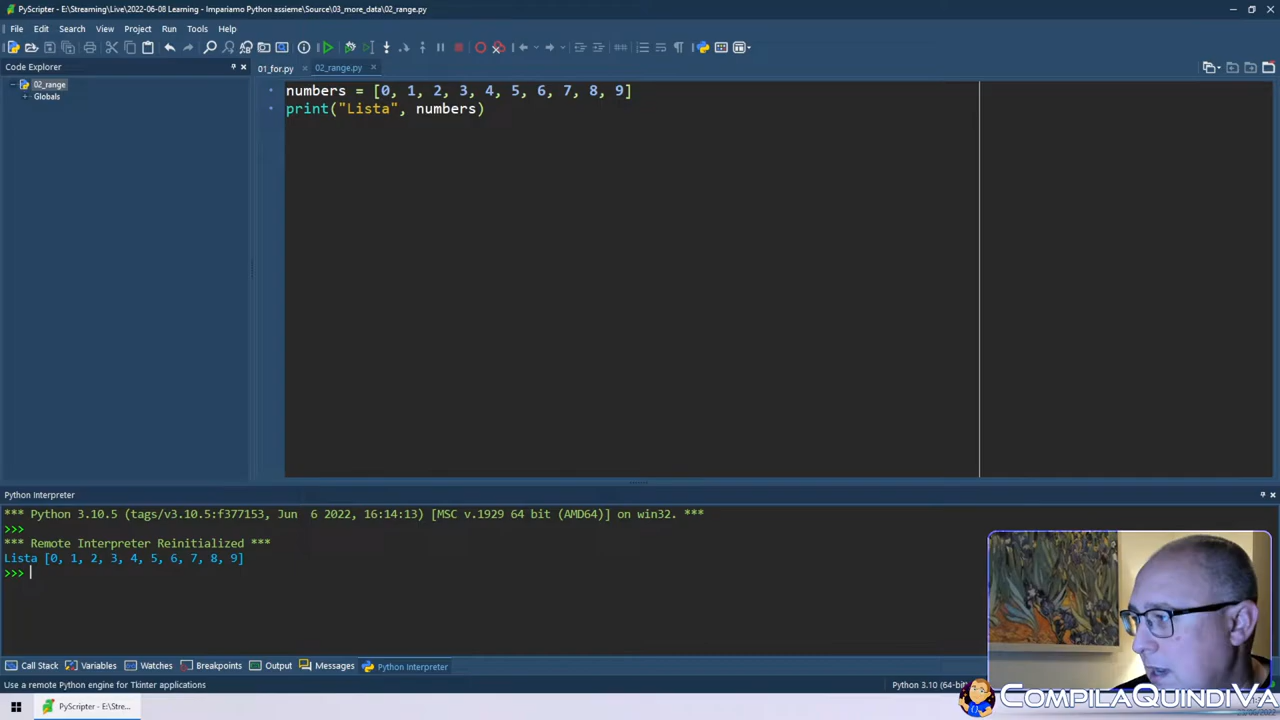 PyScripter - E:\Streaming\Live\2022-06-08 Learning - Impariamo Python assieme\Source\03_more_data\02_range.py
File Edit Search View Project Run Tools Help
Code Explorer
01_for.py
02_range.py
02_range
Globals
numbers = [0, 1, 2, 3, 4, 5, 6, 7, 8, 9]
print("Lista", numbers)
Python Interpreter
*** Python 3.10.5 (tags/v3.10.5:f377153, Jun  6 2022, 16:14:13) [MSC v.1929 64 bit (AMD64)] on win32. ***
>>>
*** Remote Interpreter Reinitialized ***
Lista [0, 1, 2, 3, 4, 5, 6, 7, 8, 9]
>>>
Call Stack Variables Watches Breakpoints Output Messages Python Interpreter
Use a remote Python engine for Tkinter applications
Python 3.10 (64-bit
COMPILAQUINDIVA
PyScripter - E:\Stre...